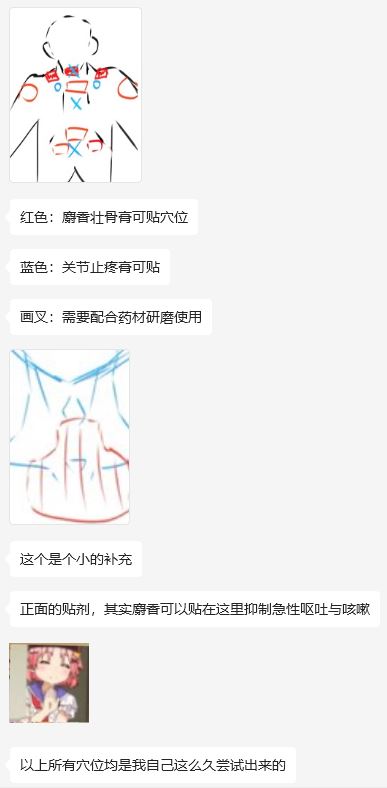 红色：麝香壮骨膏可贴穴位
蓝色：关节止疼膏可贴
画叉：需要配合药材研磨使用
这个是个小的补充
正面的贴剂，其实麝香可以贴在这里抑制急性呕吐与咳嗽
以上所有穴位均是我自己这么久尝试出来的